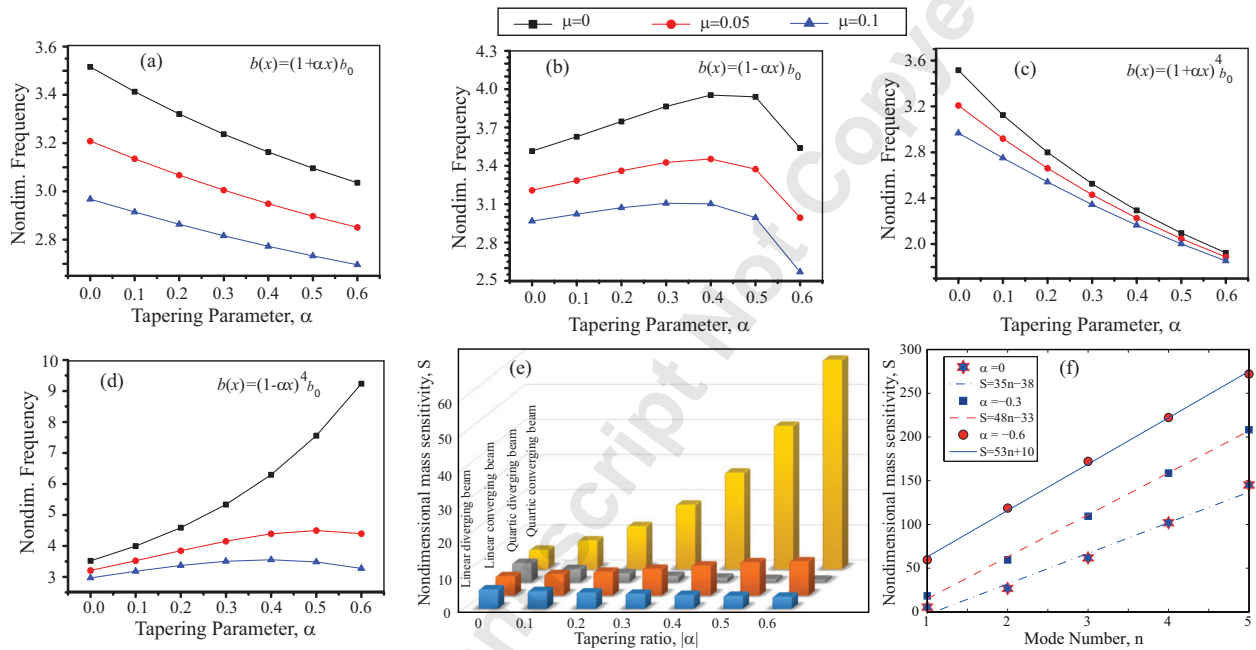 μ=0 μ=0.05 μ=0.1
(a)
b(x)=(1+αx)b₀
3.6
3.4
3.2
3.0
2.8
Nondim. Frequency
0.0 0.1 0.2 0.3 0.4 0.5 0.6
Tapering Parameter, α
(b)
b(x)=(1-αx)b₀
4.3
4.0
3.7
3.4
3.1
2.8
2.5
Nondim. Frequency
0.0 0.1 0.2 0.3 0.4 0.5 0.6
Tapering Parameter, α
(c)
b(x)=(1+αx)⁴b₀
3.6
3.2
2.8
2.4
2.0
Nondim. Frequency
0.0 0.1 0.2 0.3 0.4 0.5 0.6
Tapering Parameter, α
(d)
b(x)=(1-αx)⁴b₀
10
9
8
7
6
5
4
3
Nondim. Frequency
0.0 0.1 0.2 0.3 0.4 0.5 0.6
Tapering Parameter, α
(e)
Nondimensional mass sensitivity, S
60
50
40
30
20
10
0
Linear diverging beam
Linear converging beam
Quartic diverging beam
Quartic converging beam
0 0.1 0.2 0.3 0.4 0.5 0.6
Tapering ratio, |α|
(f)
Nondimensional mass sensitivity, S
300
250
200
150
100
50
0
α=0
S=35n−38
α=−0.3
S=48n−33
α=−0.6
S=53n+10
1 2 3 4 5
Mode Number, n
script Not Copye